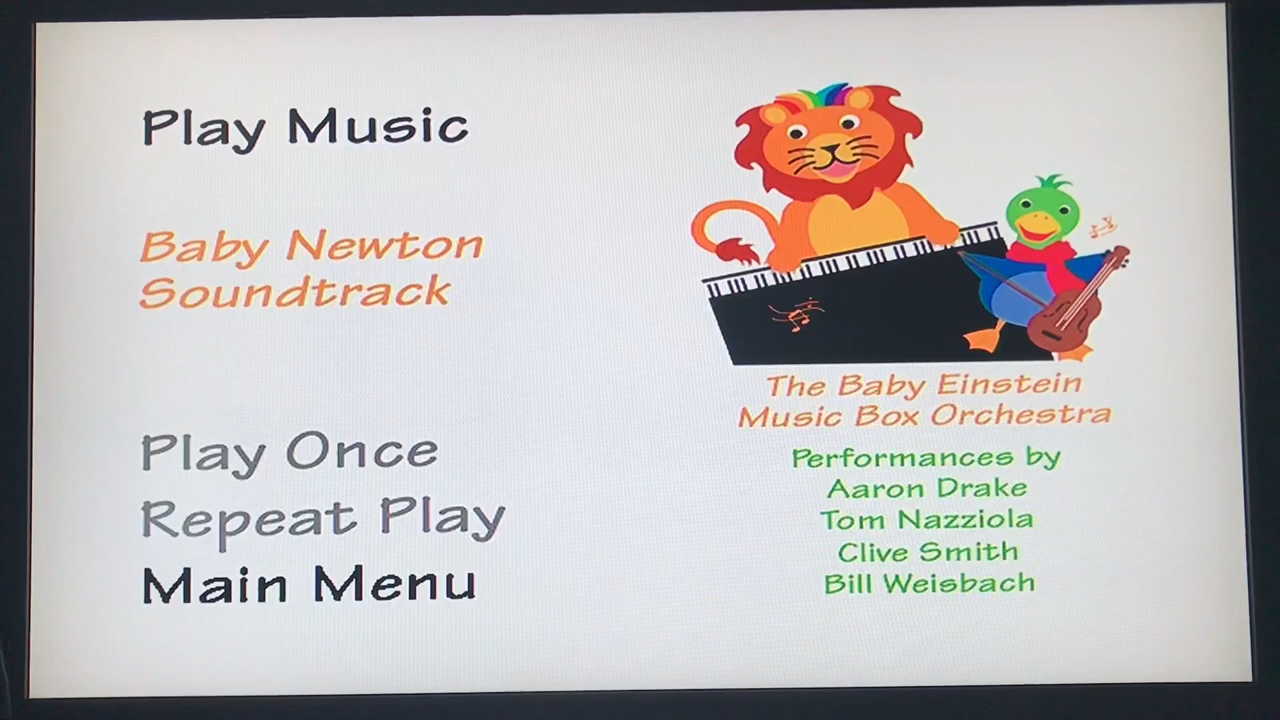 Play Music
Baby Newton
Soundtrack
Play Once
Repeat Play
Main Menu
The Baby Einstein
Music Box Orchestra
Performances by
Aaron Drake
Tom Nazziola
Clive Smith
Bill Weisbach